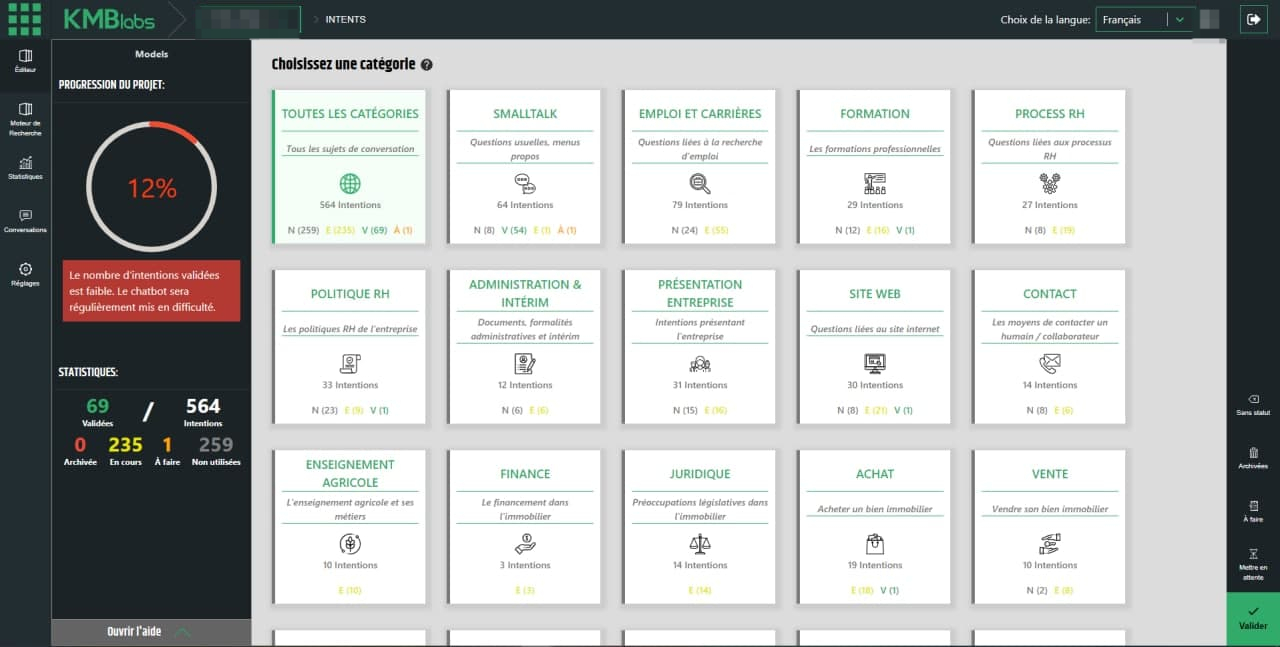 KMBlabs
INTENTS
Choix de la langue:
Français
Éditeur
Moteur de
Recherche
Statistiques
Conversations
Réglages
Models
PROGRESSION DU PROJET:
12%
Le nombre d'intentions validées
est faible. Le chatbot sera
régulièrement mis en difficulté.
STATISTIQUES:
69
/
564
Validées
Intentions
0
235
1
259
Archivée
En cours
À faire
Non utilisées
Ouvrir l'aide
Choisissez une catégorie ?
TOUTES LES CATÉGORIES
Tous les sujets de conversation
564 Intentions
N (259) E (235) V (69) À (1)
SMALLTALK
Questions usuelles, menus
propos
64 Intentions
N (8) V (54) E (1) À (1)
EMPLOI ET CARRIÈRES
Questions liées à la recherche
d'emploi
79 Intentions
N (24) E (55)
FORMATION
Les formations professionnelles
29 Intentions
N (12) E (16) V (1)
PROCESS RH
Questions liées aux processus
RH
27 Intentions
N (8) E (19)
POLITIQUE RH
Les politiques RH de l'entreprise
33 Intentions
N (23) E (9) V (1)
ADMINISTRATION &
INTÉRIM
Documents, formalités
administratives et intérim
12 Intentions
N (6) E (6)
PRÉSENTATION
ENTREPRISE
Intentions présentant
l'entreprise
31 Intentions
N (15) E (16)
SITE WEB
Questions liées au site internet
30 Intentions
N (8) E (21) V (1)
CONTACT
Les moyens de contacter un
humain / collaborateur
14 Intentions
N (8) E (6)
ENSEIGNEMENT
AGRICOLE
L'enseignement agricole et ses
métiers
10 Intentions
E (10)
FINANCE
Le financement dans
l'immobilier
3 Intentions
E (3)
JURIDIQUE
Préoccupations législatives dans
l'immobilier
14 Intentions
E (14)
ACHAT
Acheter un bien immobilier
19 Intentions
E (18) V (1)
VENTE
Vendre son bien immobilier
10 Intentions
N (2) E (8)
Sans statut
Archivées
À faire
Mettre en
attente
Valider